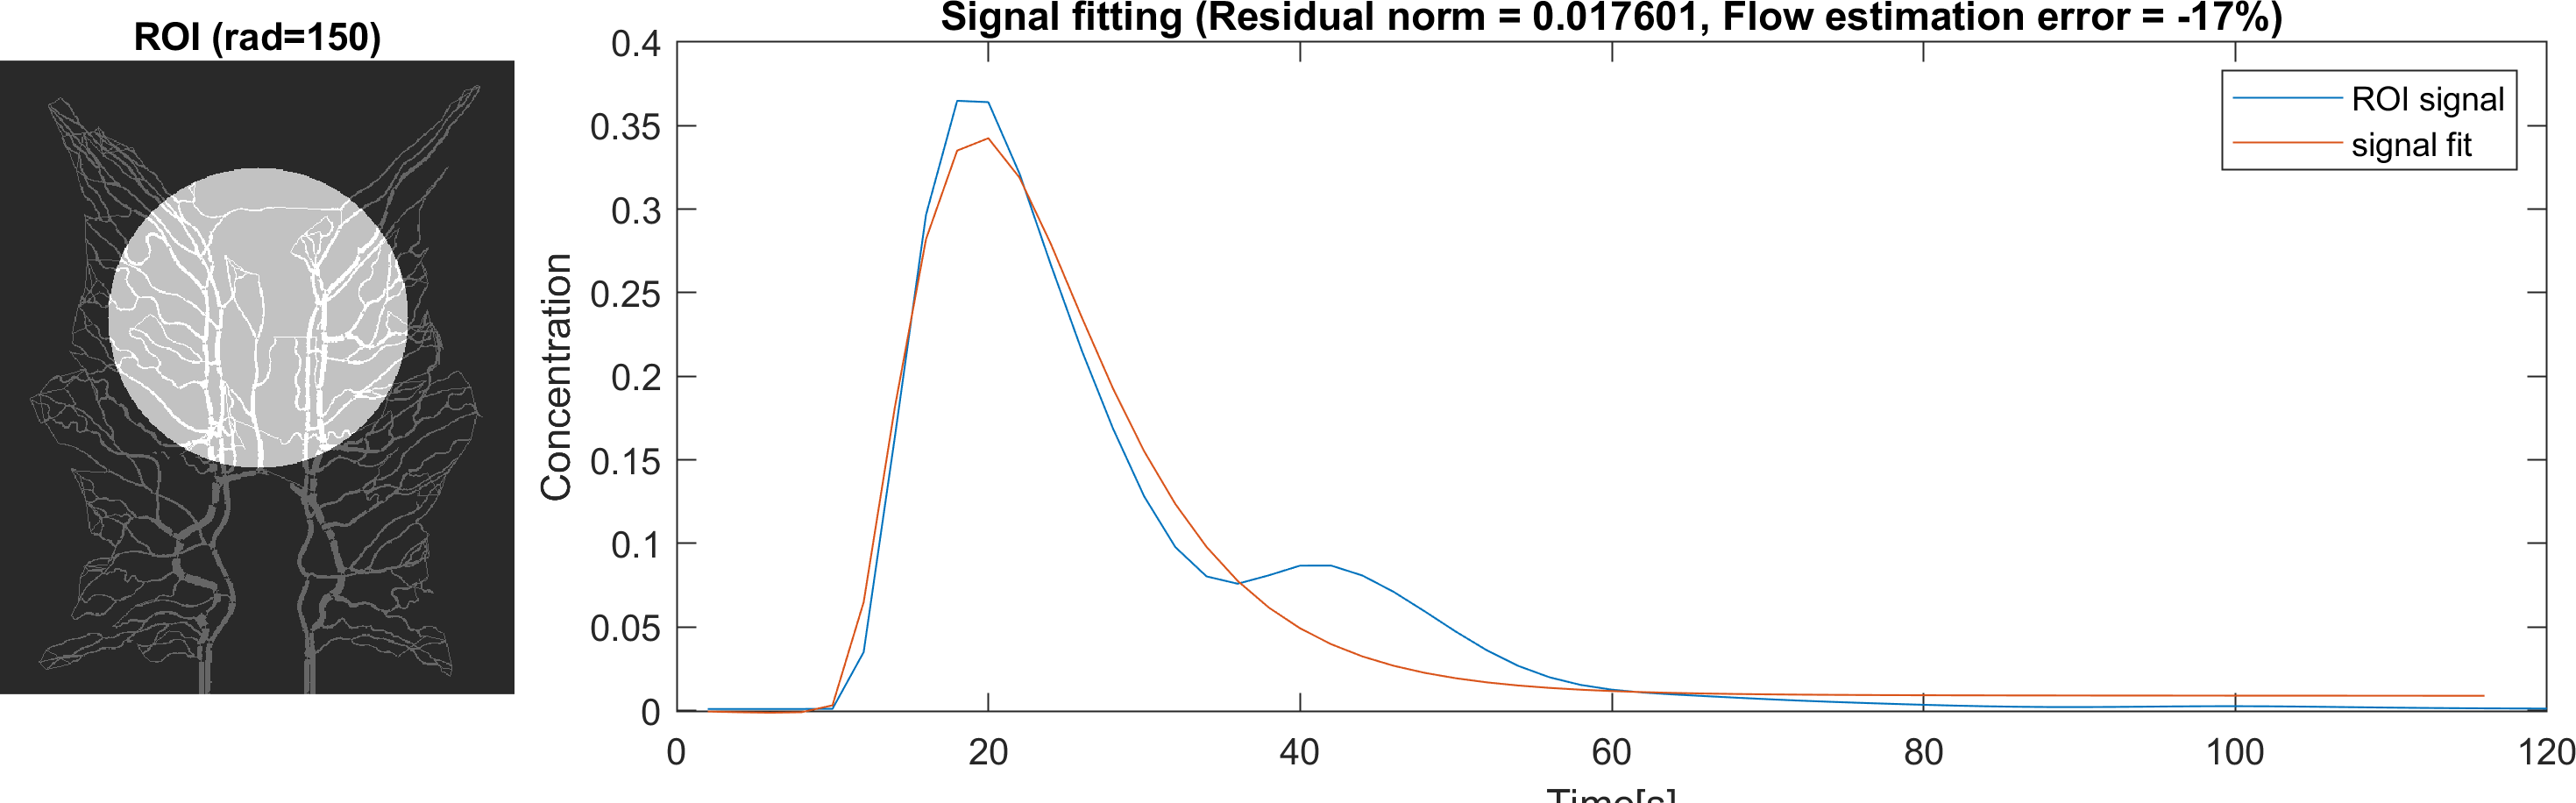 ROI (rad=150)
Signal fitting (Residual norm = 0.017601, Flow estimation error = -17%)
0.4
0.35
0.3
0.25
0.2
0.15
0.1
0.05
0
Concentration
ROI signal
signal fit
0 20 40 60 80 100 120
Time[s]